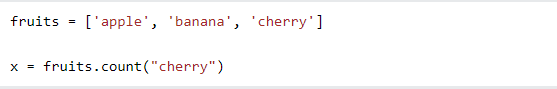 fruits = ['apple', 'banana', 'cherry']
x = fruits.count("cherry")